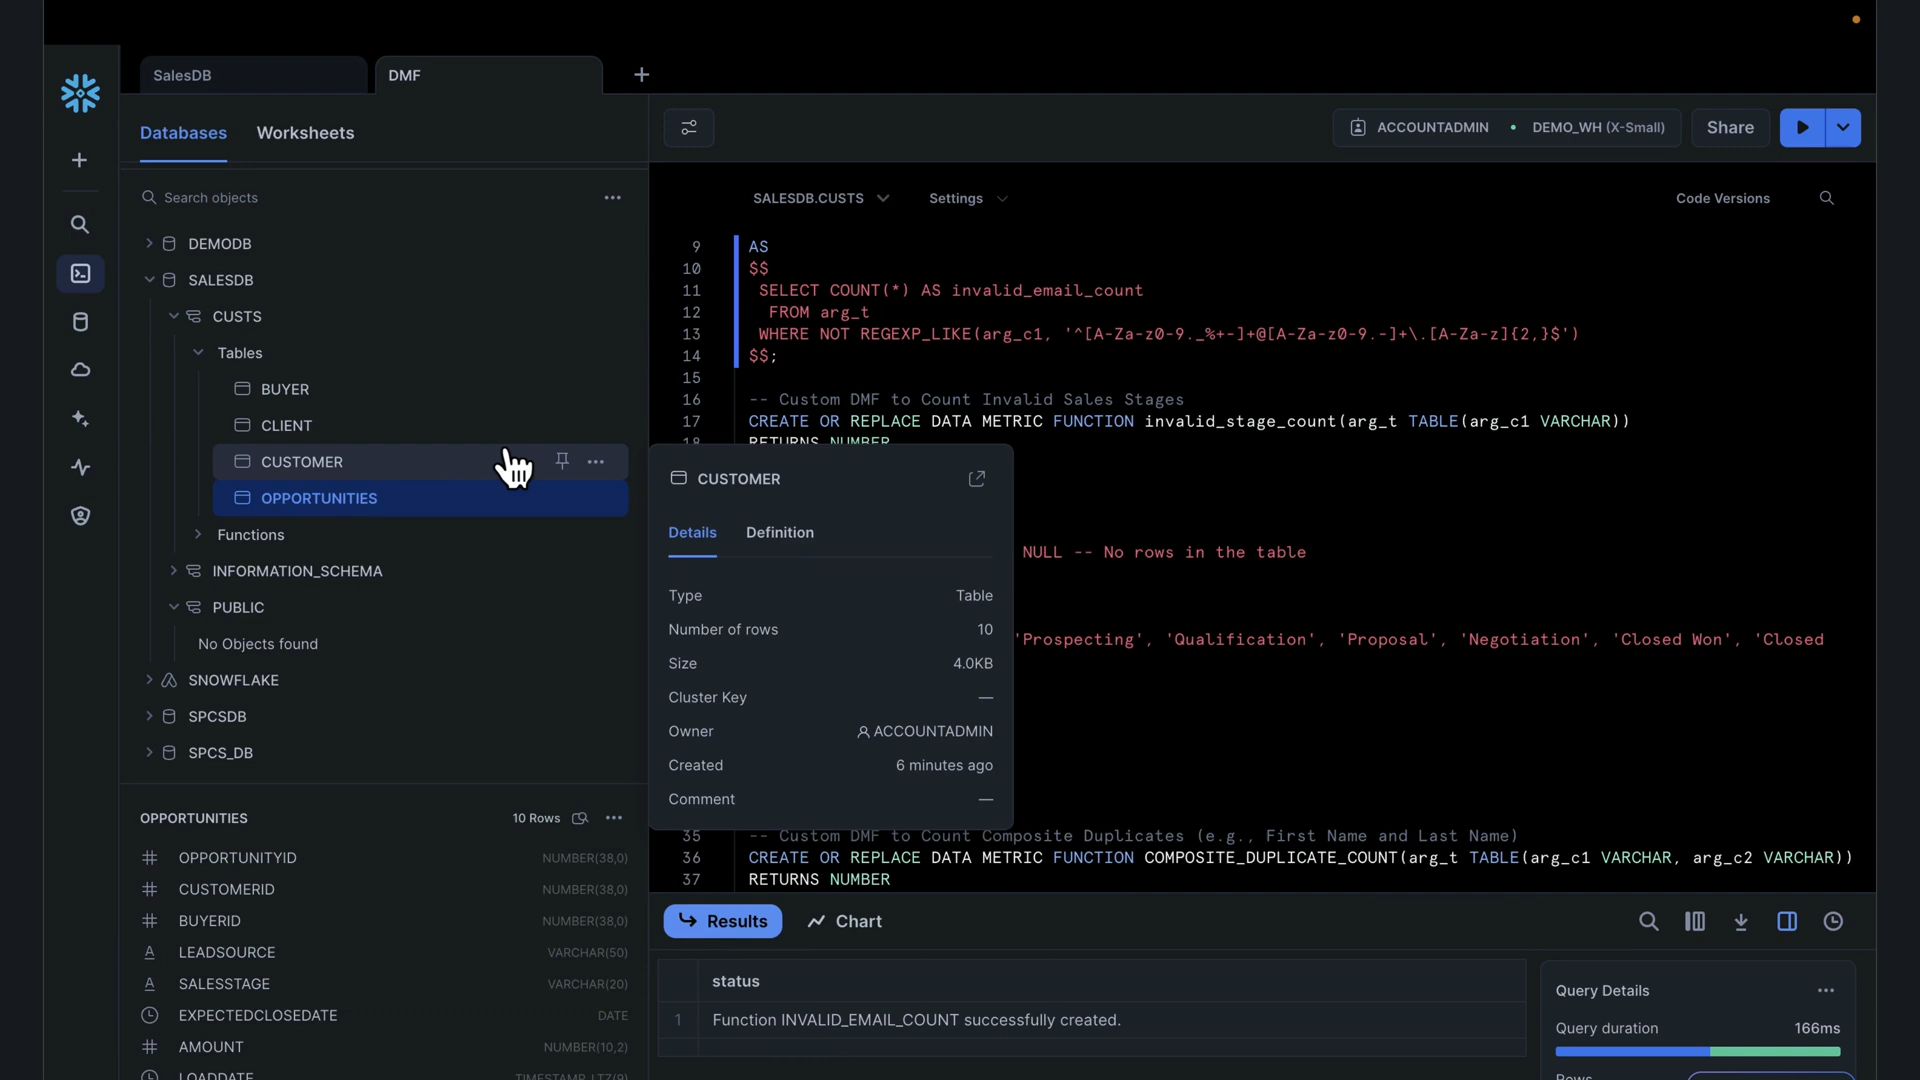 SalesDB
DMF
Databases
Worksheets
ACCOUNTADMIN
DEMO_WH (X-Small)
Share
Search objects
SALESDB.CUSTS
Settings
Code Versions
DEMODB
SALESDB
CUSTS
Tables
BUYER
CLIENT
CUSTOMER
OPPORTUNITIES
Functions
INFORMATION_SCHEMA
PUBLIC
No Objects found
SNOWFLAKE
SPCSDB
SPCS_DB
OPPORTUNITIES 10 Rows
OPPORTUNITYID NUMBER(38,0)
CUSTOMERID NUMBER(38,0)
BUYERID NUMBER(38,0)
LEADSOURCE VARCHAR(50)
SALESSTAGE VARCHAR(20)
EXPECTEDCLOSEDATE DATE
AMOUNT NUMBER(10,2)
LOADDATE TIMESTAMP_LTZ(9)
9 AS
10 $$
11 SELECT COUNT(*) AS invalid_email_count
12 FROM arg_t
13 WHERE NOT REGEXP_LIKE(arg_c1, '^[A-Za-z0-9._%+-]+@[A-Za-z0-9.-]+\.[A-Za-z]{2,}$')
14 $$;
15
16 -- Custom DMF to Count Invalid Sales Stages
17 CREATE OR REPLACE DATA METRIC FUNCTION invalid_stage_count(arg_t TABLE(arg_c1 VARCHAR))
18 RETURNS NUMBER
CUSTOMER
Details
Definition
Type Table
Number of rows 10
Size 4.0KB
Cluster Key —
Owner ACCOUNTADMIN
Created 6 minutes ago
Comment —
NULL -- No rows in the table
'Prospecting', 'Qualification', 'Proposal', 'Negotiation', 'Closed Won', 'Closed
35 -- Custom DMF to Count Composite Duplicates (e.g., First Name and Last Name)
36 CREATE OR REPLACE DATA METRIC FUNCTION COMPOSITE_DUPLICATE_COUNT(arg_t TABLE(arg_c1 VARCHAR, arg_c2 VARCHAR))
37 RETURNS NUMBER
Results
Chart
status
1 Function INVALID_EMAIL_COUNT successfully created.
Query Details
Query duration 166ms
Rows